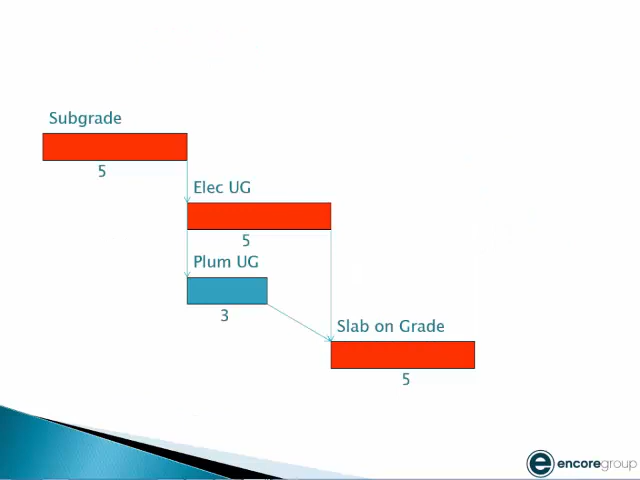 Subgrade
5
Elec UG
5
Plum UG
3
Slab on Grade
5
e encoregroup